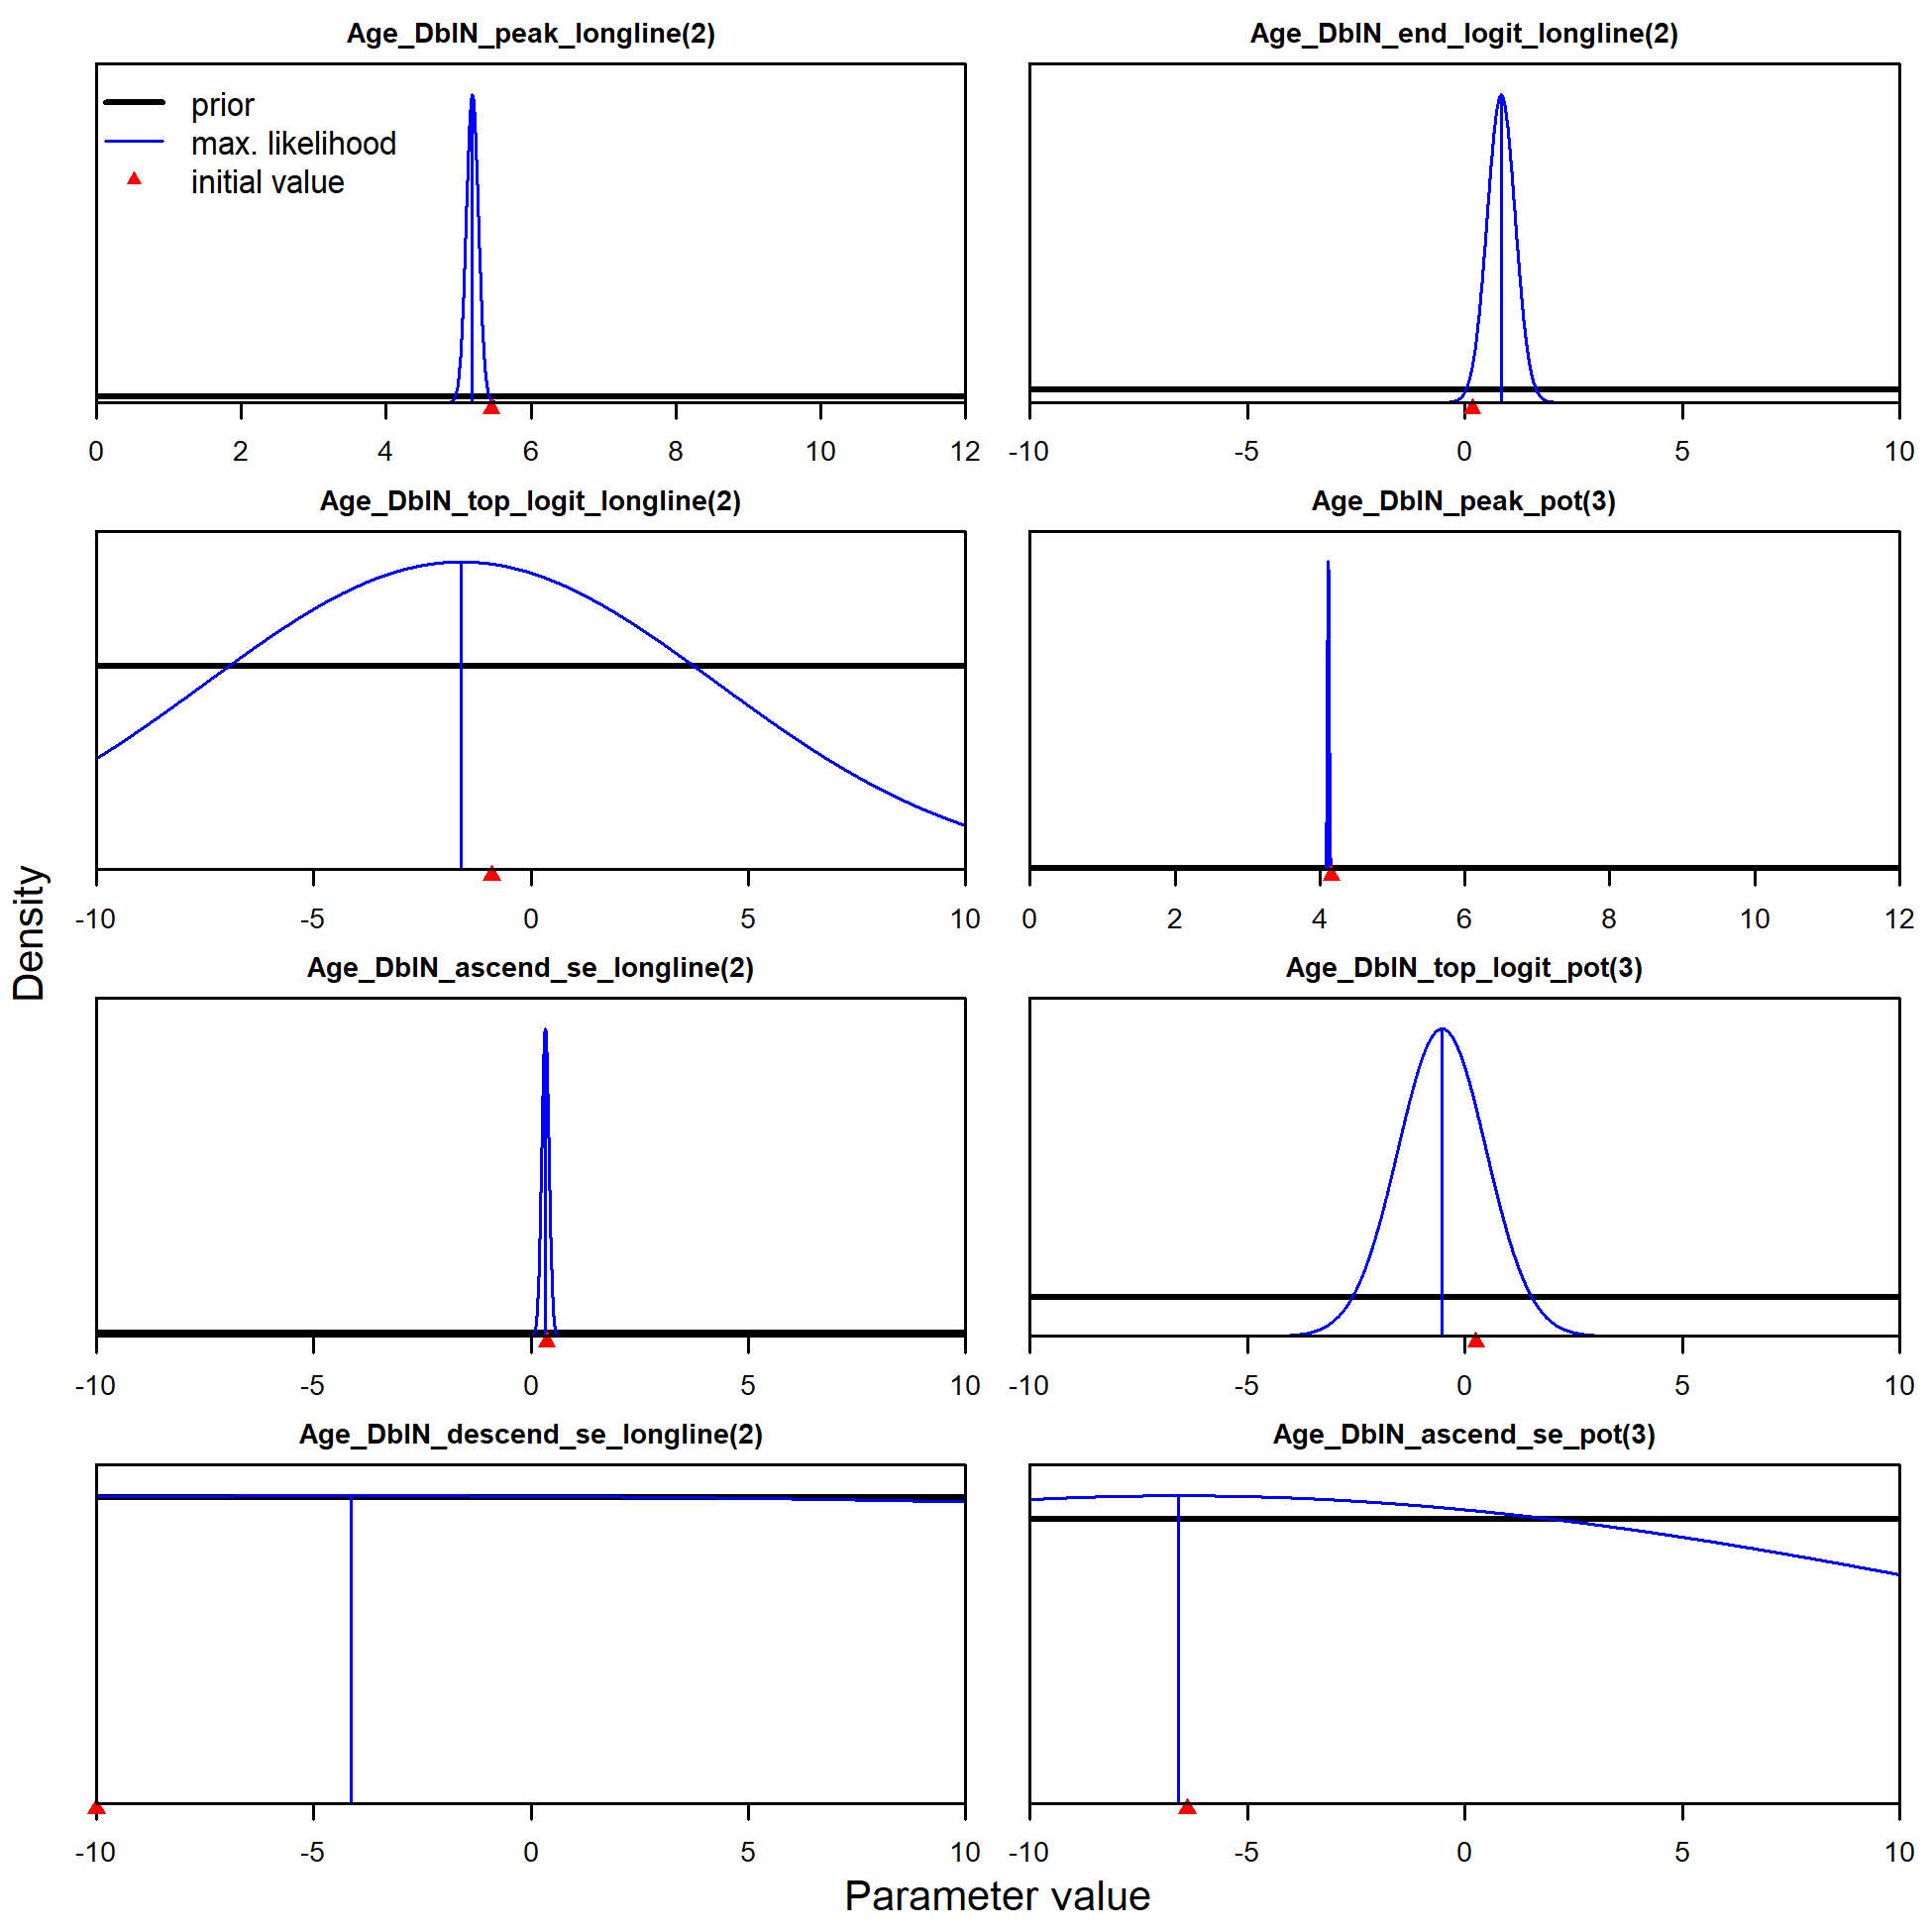 Age_DblN_peak_longline(2)
prior
max. likelihood
initial value
0 2 4 6 8 10 12
Age_DblN_end_logit_longline(2)
-10 -5 0 5 10
Age_DblN_top_logit_longline(2)
-10 -5 0 5 10
Age_DblN_peak_pot(3)
0 2 4 6 8 10 12
Age_DblN_ascend_se_longline(2)
-10 -5 0 5 10
Age_DblN_top_logit_pot(3)
-10 -5 0 5 10
Age_DblN_descend_se_longline(2)
-10 -5 0 5 10
Age_DblN_ascend_se_pot(3)
-10 -5 0 5 10
Density
Parameter value